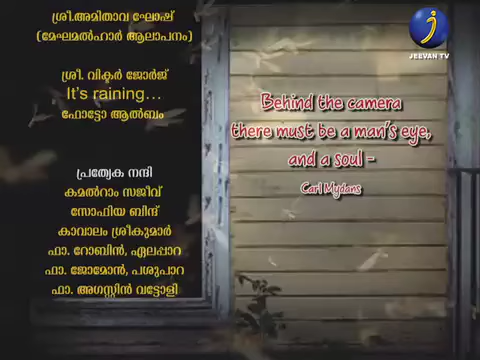 ശ്രീ.അമിതാവ ഘോഷ്
(മേഘമൽഹാർ ആലാപനം)
ശ്രീ. വിക്ടർ ജോർജ്
It's raining...
ഫോട്ടോ ആൽബം
പ്രത്യേക നന്ദി
കമൽറാം സജീവ്
സോഫിയ ബിന്ദ്
കാവാലം ശ്രീകുമാർ
ഫാ. റോബിൻ, ഏലപ്പാറ
ഫാ. ജോമോൻ, പശുപാറ
ഫാ. അഗസ്റ്റിൻ വട്ടോളി
JEEVAN TV
Behind the camera
there must be a man's eye,
and a soul -
Carl Mydans